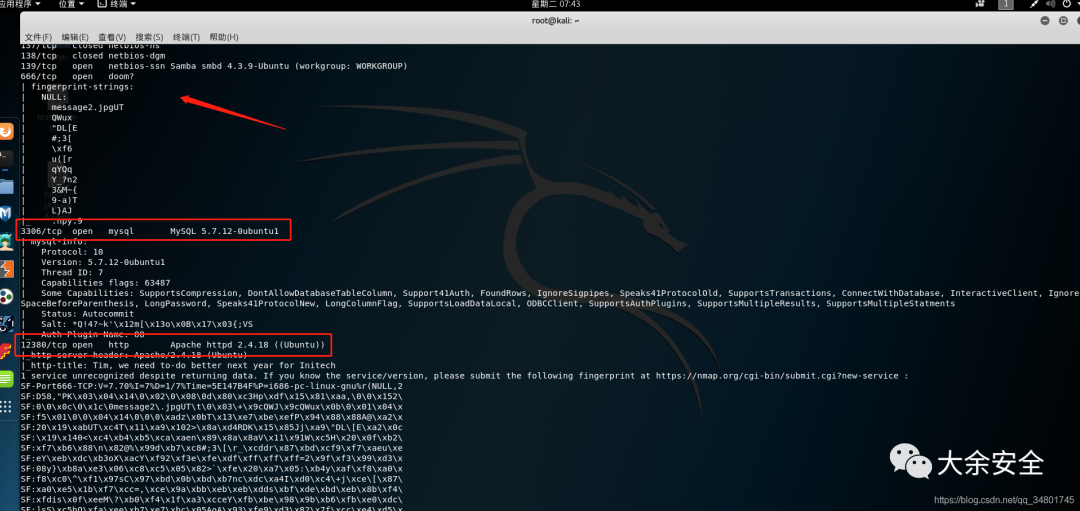 应用程序 ▾ 位置 ▾ 终端 ▾ 星期二 07:43 1
root@kali: ~
文件(F) 编辑(E) 查看(V) 搜索(S) 终端(T) 帮助(H)
137/tcp closed netbios-ns
138/tcp closed netbios-dgm
139/tcp open netbios-ssn Samba smbd 4.3.9-Ubuntu (workgroup: WORKGROUP)
666/tcp open doom?
| fingerprint-strings:
| NULL:
| message2.jpgUT
| QWux
| "DL[E
| #;3[
| \xf6
| u([r
| qYQq
| Y_?n2
| 3&M~{
| 9-a)T
| L}AJ
|_ .npy.9
3306/tcp open mysql MySQL 5.7.12-0ubuntu1
| mysql-info:
| Protocol: 10
| Version: 5.7.12-0ubuntu1
| Thread ID: 7
| Capabilities flags: 63487
| Some Capabilities: SupportsCompression, DontAllowDatabaseTableColumn, Support41Auth, FoundRows, IgnoreSigpipes, Speaks41ProtocolOld, SupportsTransactions, ConnectWithDatabase, InteractiveClient, Ignore
SpaceBeforeParenthesis, LongPassword, Speaks41ProtocolNew, LongColumnFlag, SupportsLoadDataLocal, ODBCClient, SupportsAuthPlugins, SupportsMultipleResults, SupportsMultipleStatments
| Status: Autocommit
| Salt: *Q!4?~k'\x12m[\x13o\x0B\x17\x03{;VS
|_ Auth Plugin Name: 88
12380/tcp open http Apache httpd 2.4.18 ((Ubuntu))
|_http-server-header: Apache/2.4.18 (Ubuntu)
|_http-title: Tim, we need to-do better next year for Initech
1 service unrecognized despite returning data. If you know the service/version, please submit the following fingerprint at https://nmap.org/cgi-bin/submit.cgi?new-service :
SF-Port666-TCP:V=7.70%I=7%D=1/7%Time=5E147B4F%P=i686-pc-linux-gnu%r(NULL,2
SF:D58,"PK\x03\x04\x14\0\x02\0\x08\0d\x80\xc3Hp\xdf\x15\x81\xaa,\0\0\x152\
SF:0\0\x0c\0\x1c\0message2\.jpgUT\t\0\x03\+\x9cQWJ\x9cQWux\x0b\0\x01\x04\x
SF:f5\x01\0\0\x04\x14\0\0\0\xadz\x0bT\x13\xe7\xbe\xefP\x94\x88\x88A@\xa2\x
SF:20\x19\xabUT\xc4T\x11\xa9\x102>\x8a\xd4RDK\x15\x85Jj\xa9\"DL\[E\xa2\x0c
SF:\x19\x140<\xc4\xb4\xb5\xca\xaen\x89\x8a\x8aV\x11\x91W\xc5H\x20\x0f\xb2\
SF:xf7\xb6\x88\n\x82@%\x99d\xb7\xc8#;3\[\r_\xcddr\x87\xbd\xcf9\xf7\xaeu\xe
SF:eY\xeb\xdc\xb3oX\xacY\xf92\xf3e\xfe\xdf\xff\xff\xff=2\x9f\xf3\x99\xd3\x
SF:08y}\xb8a\xe3\x06\xc8\xc5\x05\x82>`\xfe\x20\xa7\x05:\xb4y\xaf\xf8\xa0\x
SF:f8\xc0\^\xf1\x97sC\x97\xbd\x0b\xbd\xb7nc\xdc\xa4I\xd0\xc4\+j\xce\[\x87\
SF:xa0\xe5\x1b\xf7\xcc=,\xce\x9a\xbb\xeb\xeb\xdds\xbf\xde\xbd\xeb\x8b\xf4\
SF:xfdis\x0f\xeeM\?\xb0\xf4\x1f\xa3\xcceY\xfb\xbe\x98\x9b\xb6\xfb\xe0\xdc\
SF:]sS\xc5bQ\xfa\xee\xb7\xe7\xbc\x05AoA\x93\xfe9\xd3\x82\x7f\xcc\xe4\xd5\x
大余安全
https://blog.csdn.net/qq_34801745